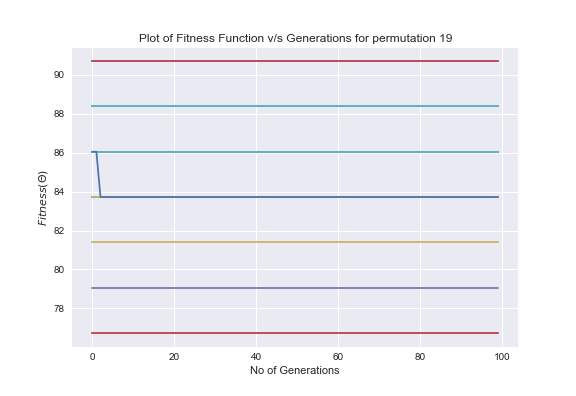 Plot of Fitness Function v/s Generations for permutation 19
90
88
86
84
82
80
78
Fitness(Θ)
0 20 40 60 80 100
No of Generations